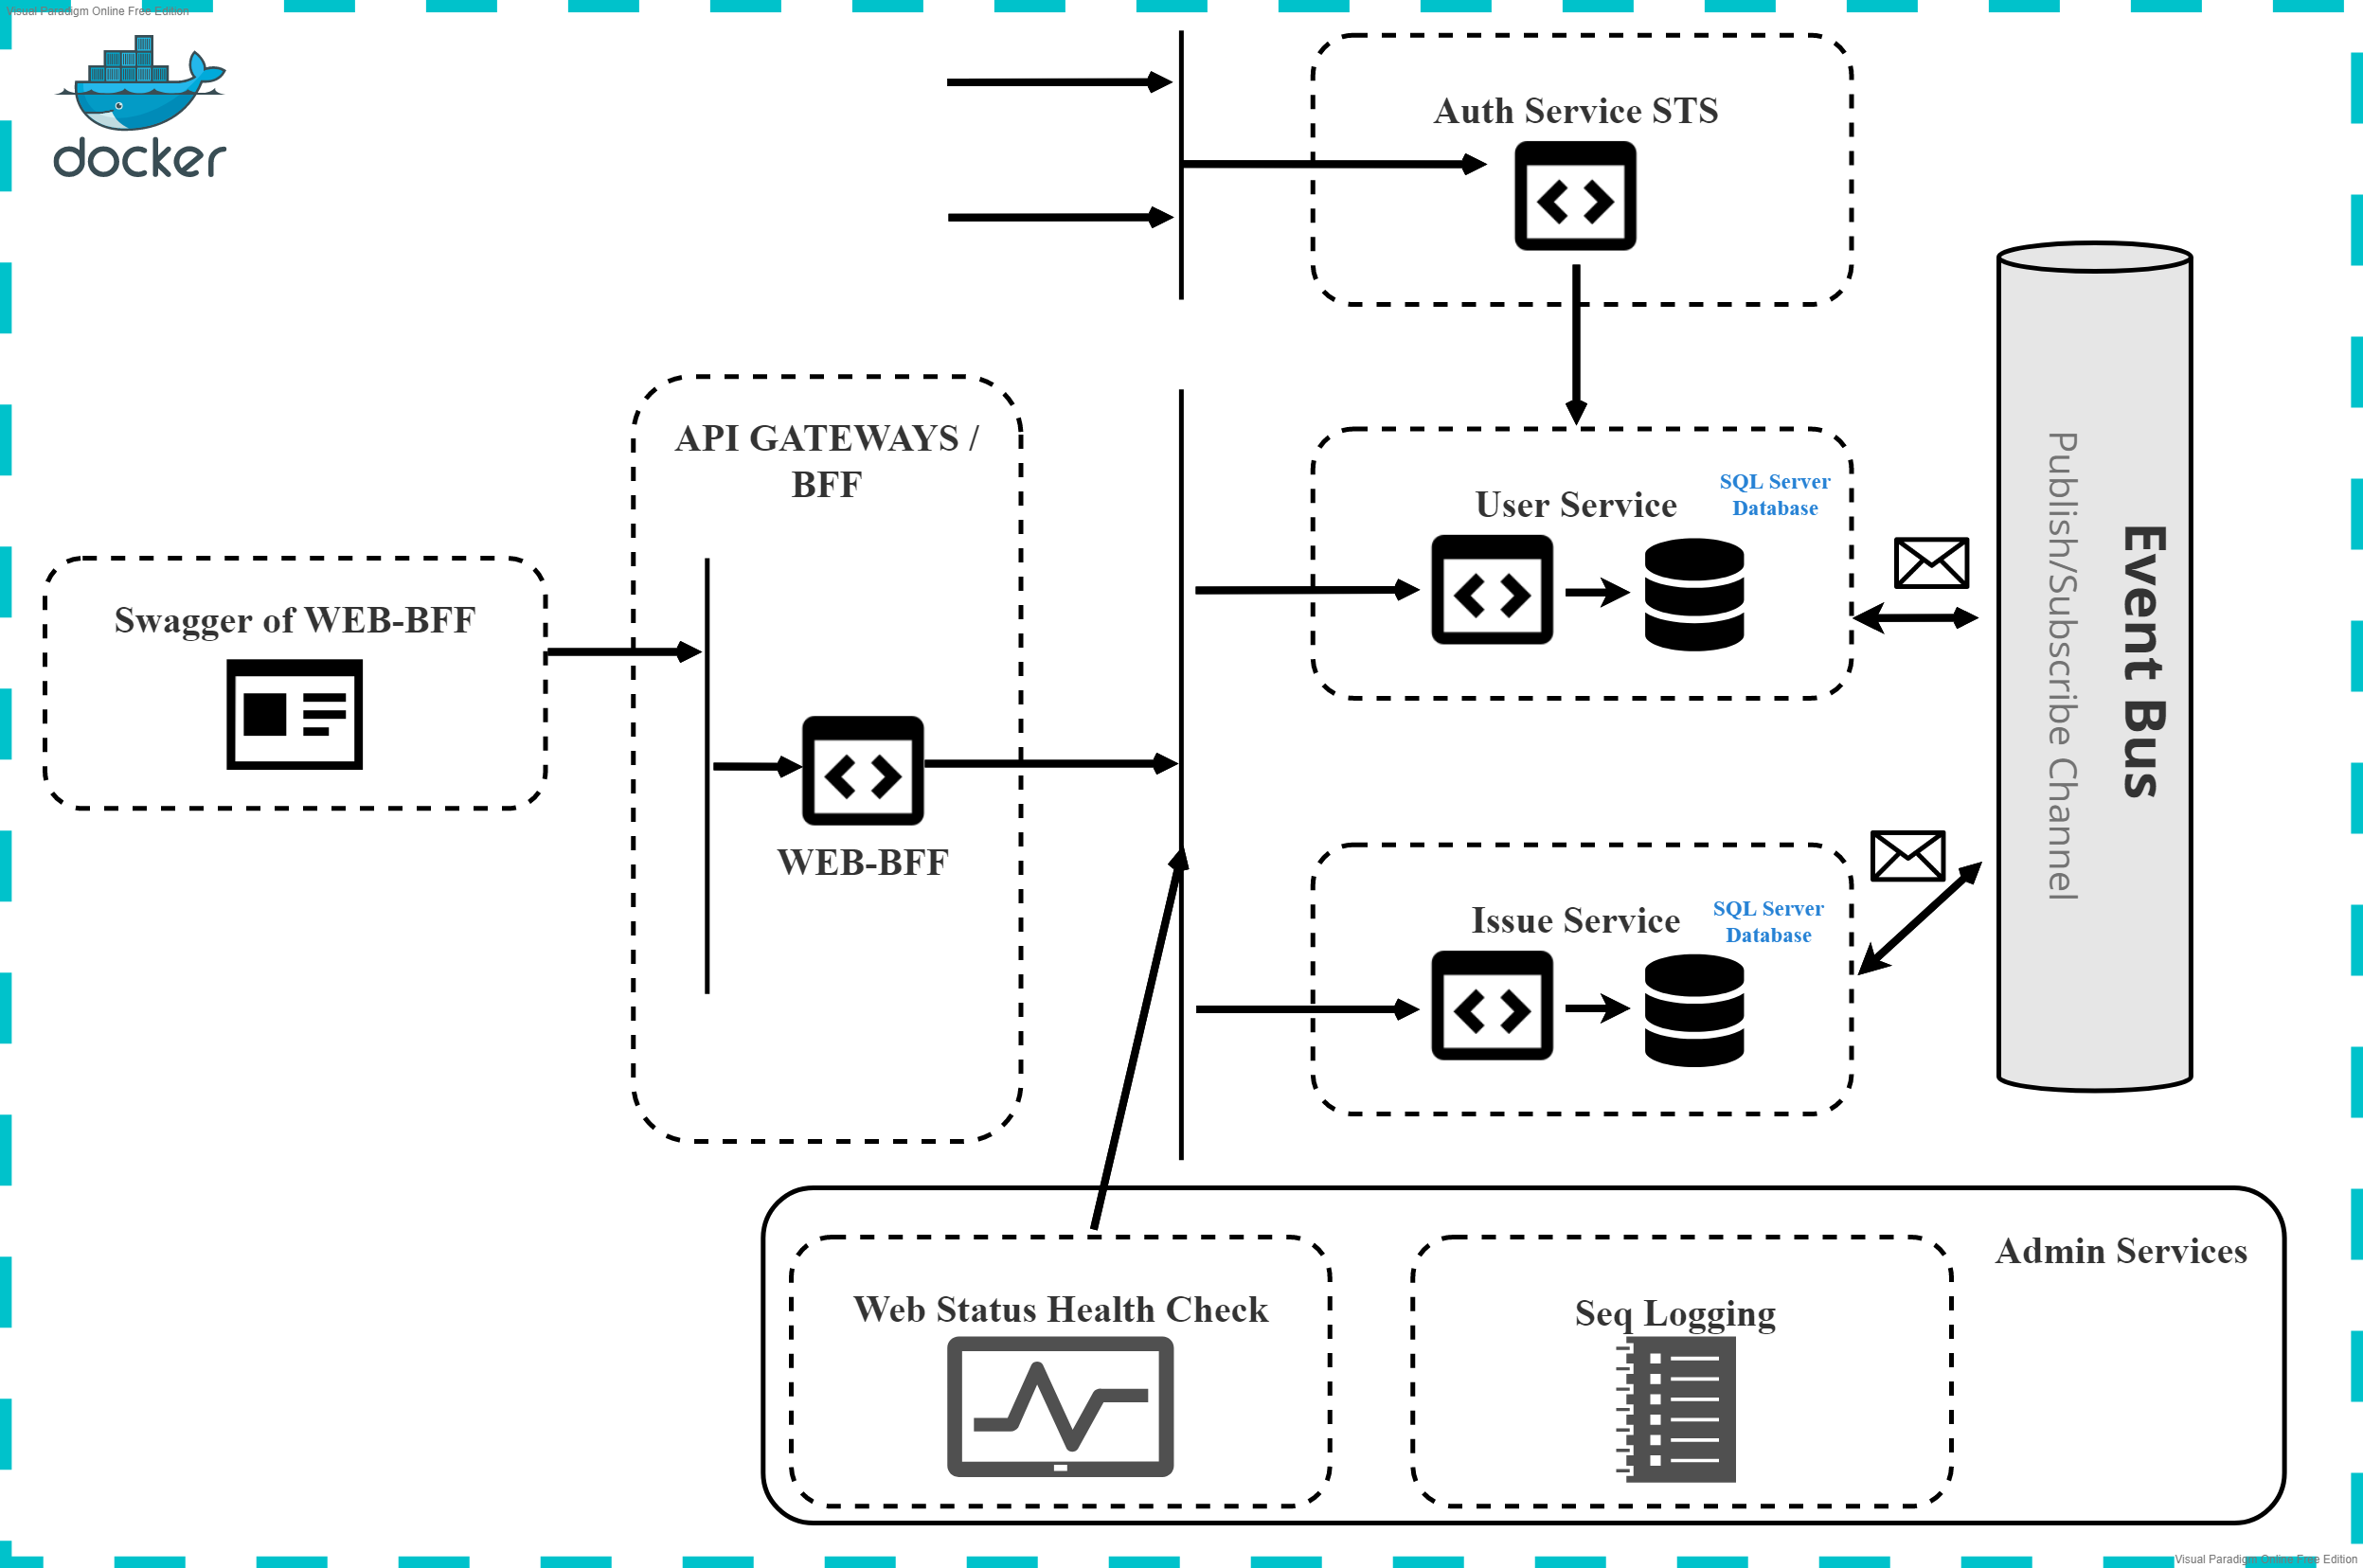 Visual Paradigm Online Free Edition
docker
Auth Service STS
API GATEWAYS /
BFF
SQL Server
Database
User Service
Swagger of WEB-BFF
Event Bus
Publish/Subscribe Channel
WEB-BFF
SQL Server
Database
Issue Service
Admin Services
Web Status Health Check
Seq Logging
Visual Paradigm Online Free Edition